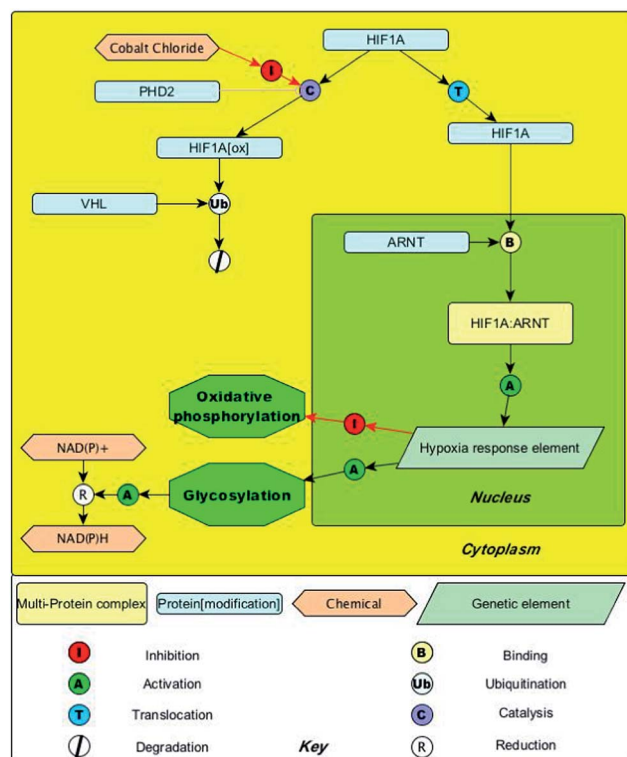 HIF1A
Cobalt Chloride
I
PHD2
C
T
HIF1A[ox]
HIF1A
VHL
Ub
ARNT
B
HIF1A:ARNT
A
Oxidative
phosphorylation
I
Hypoxia response element
NAD(P)+
A
Glycosylation
R
A
Nucleus
NAD(P)H
Cytoplasm
Multi-Protein complex
Protein[modification]
Chemical
Genetic element
I
Inhibition
B
Binding
A
Activation
Ub
Ubiquitination
T
Translocation
C
Catalysis
Degradation
Key
R
Reduction